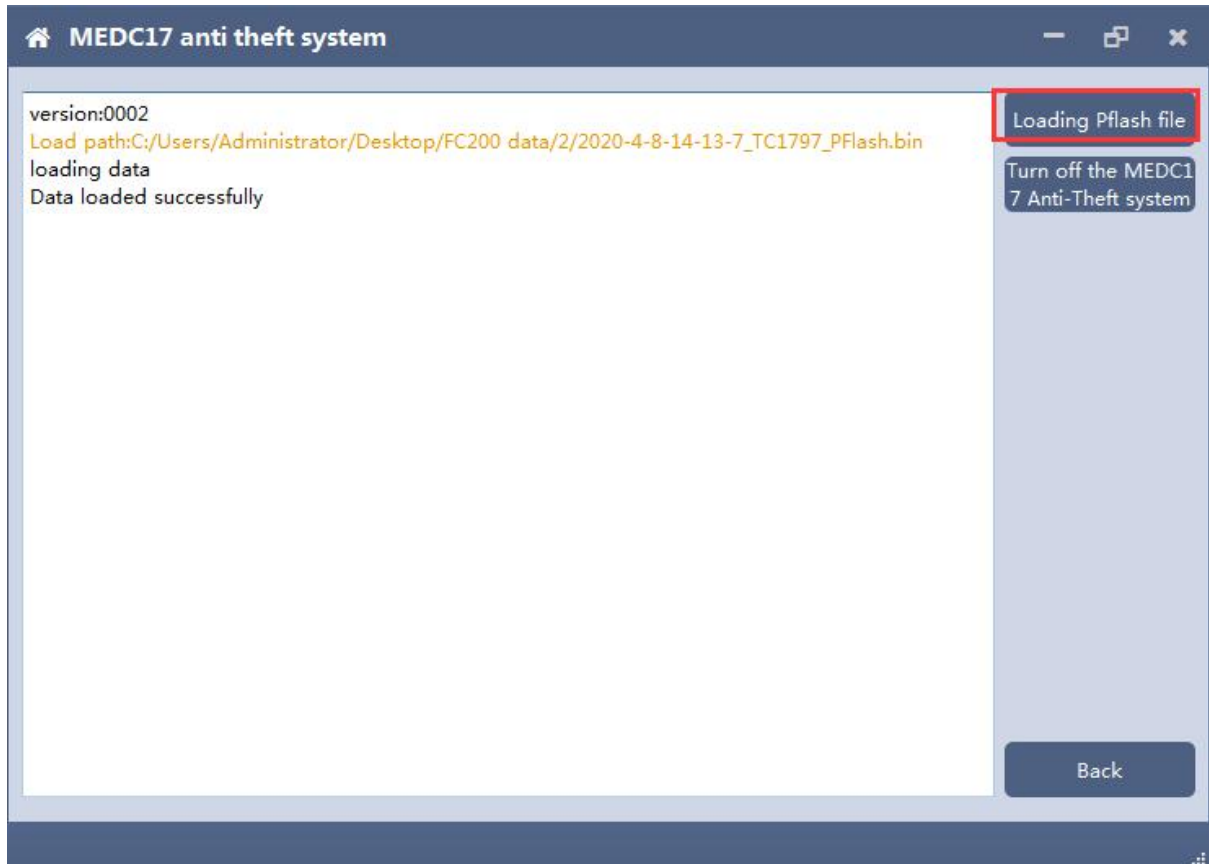 MEDC17 anti theft system
version:0002
Load path:C:/Users/Administrator/Desktop/FC200 data/2/2020-4-8-14-13-7_TC1797_PFlash.bin
loading data
Data loaded successfully
Loading Pflash file
Turn off the MEDC1
7 Anti-Theft system
Back